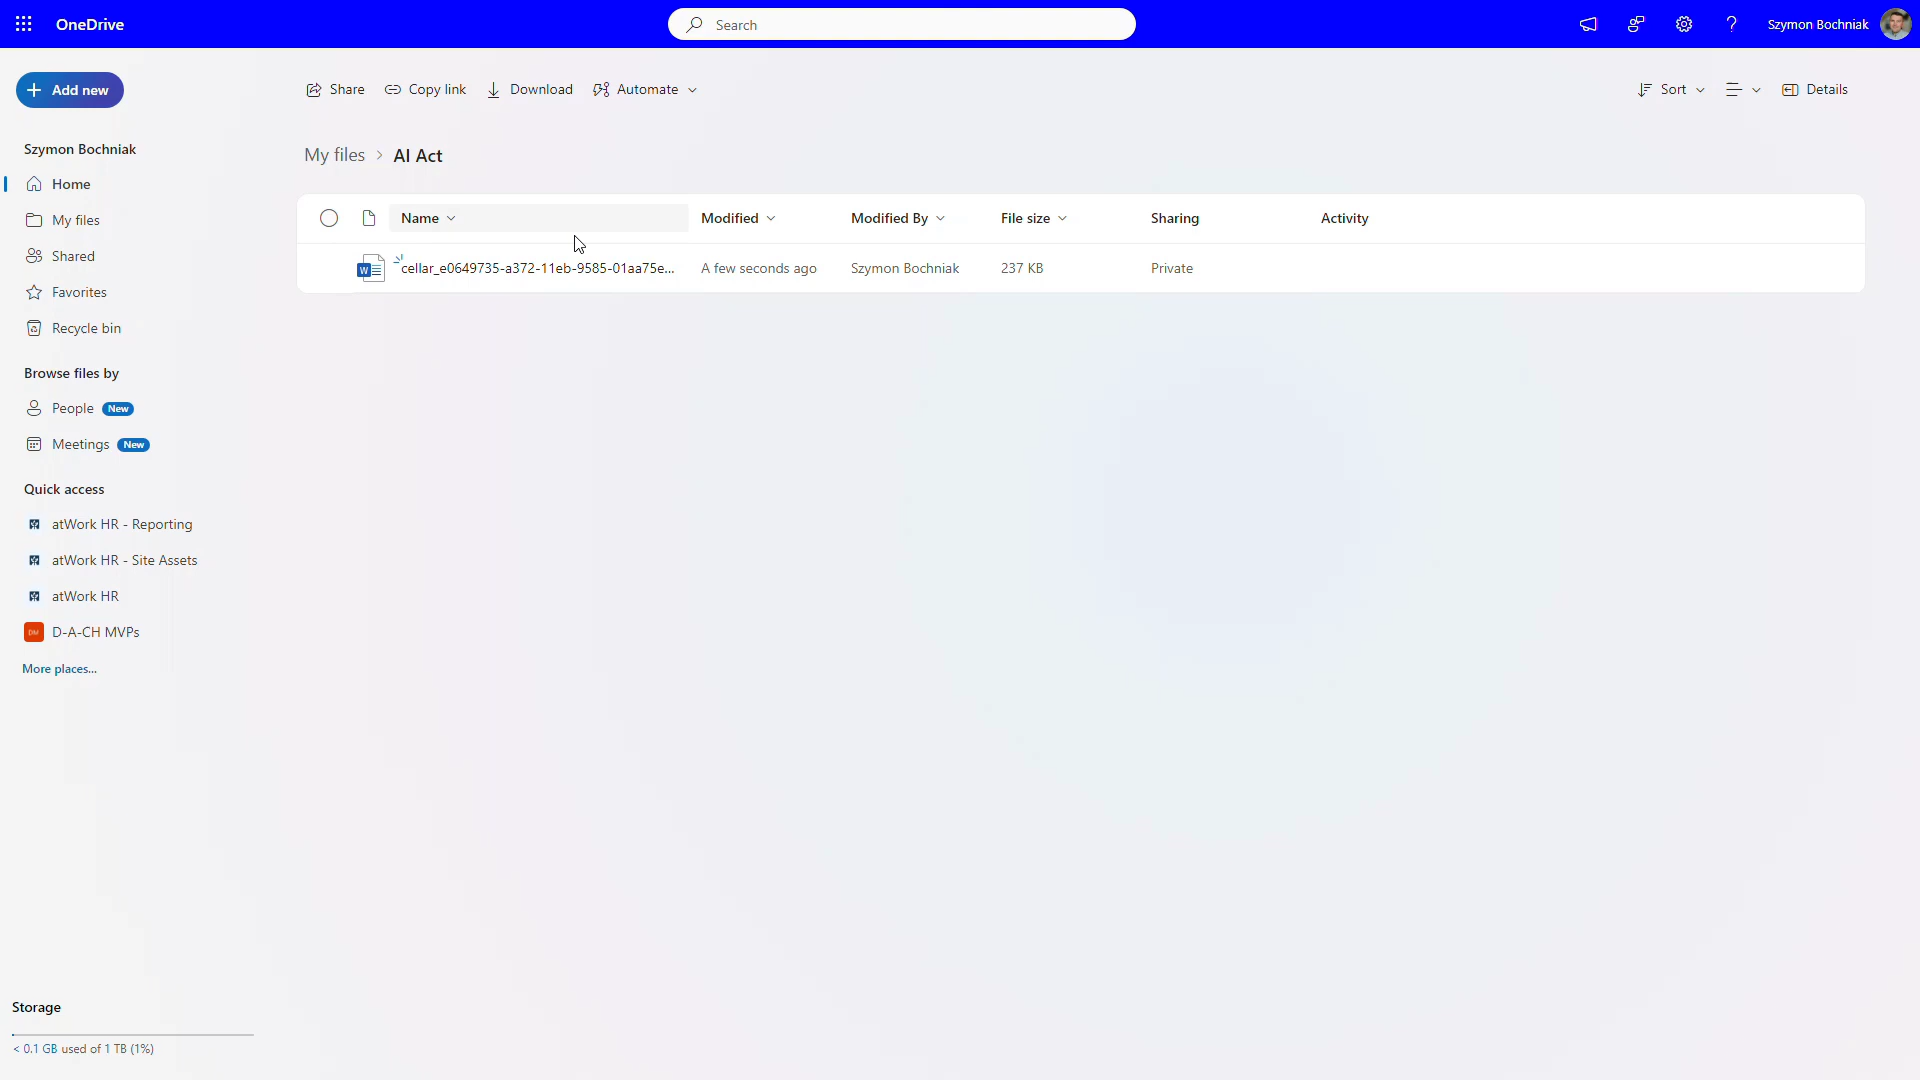 OneDrive
Search
Szymon Bochniak
Add new
Share
Copy link
Download
Automate
Sort
Details
Szymon Bochniak
Home
My files
Shared
Favorites
Recycle bin
Browse files by
People New
Meetings New
Quick access
atWork HR - Reporting
atWork HR - Site Assets
atWork HR
DM D-A-CH MVPs
More places...
Storage
< 0.1 GB used of 1 TB (1%)
My files > AI Act
Name Modified Modified By File size Sharing Activity
cellar_e0649735-a372-11eb-9585-01aa75e... A few seconds ago Szymon Bochniak 237 KB Private